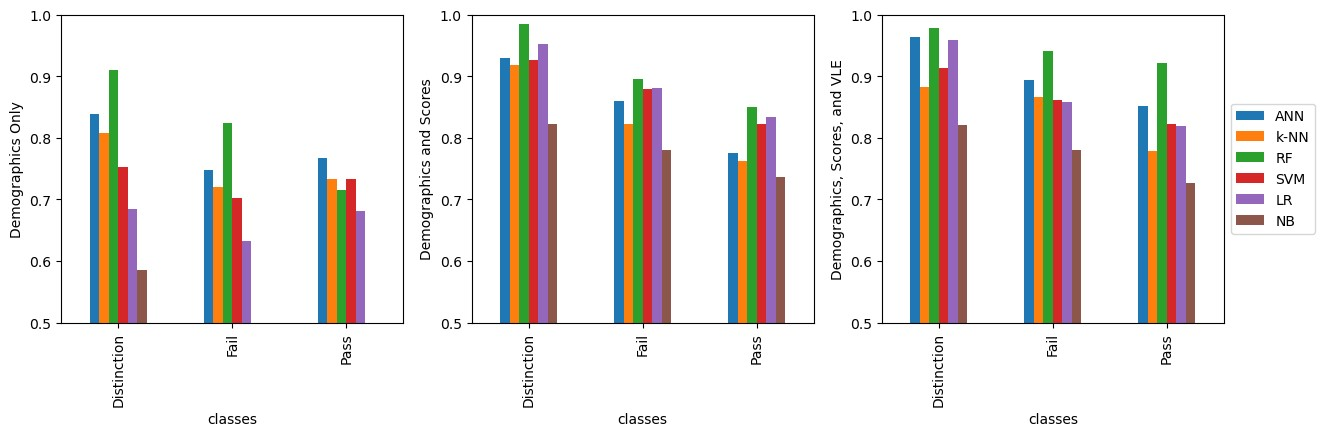 Demographics Only
1.0
0.9
0.8
0.7
0.6
0.5
Distinction
Fail
Pass
classes
Demographics and Scores
1.0
0.9
0.8
0.7
0.6
0.5
Distinction
Fail
Pass
classes
Demographics, Scores, and VLE
1.0
0.9
0.8
0.7
0.6
0.5
Distinction
Fail
Pass
classes
ANN
k-NN
RF
SVM
LR
NB